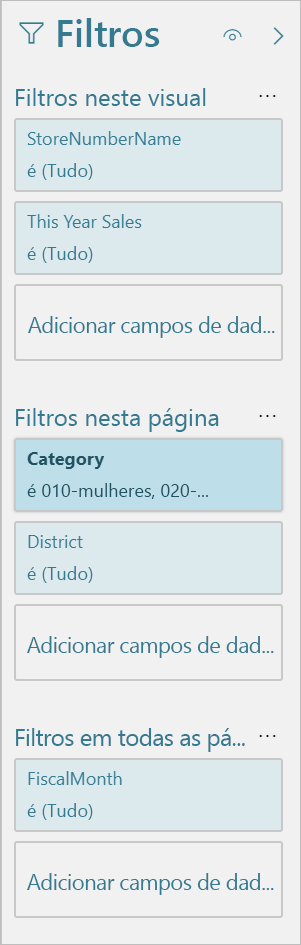 Filtros
Filtros neste visual
StoreNumberName
é (Tudo)
This Year Sales
é (Tudo)
Adicionar campos de dad...
Filtros nesta página
Category
é 010-mulheres, 020-...
District
é (Tudo)
Adicionar campos de dad...
Filtros em todas as pá...
FiscalMonth
é (Tudo)
Adicionar campos de dad...